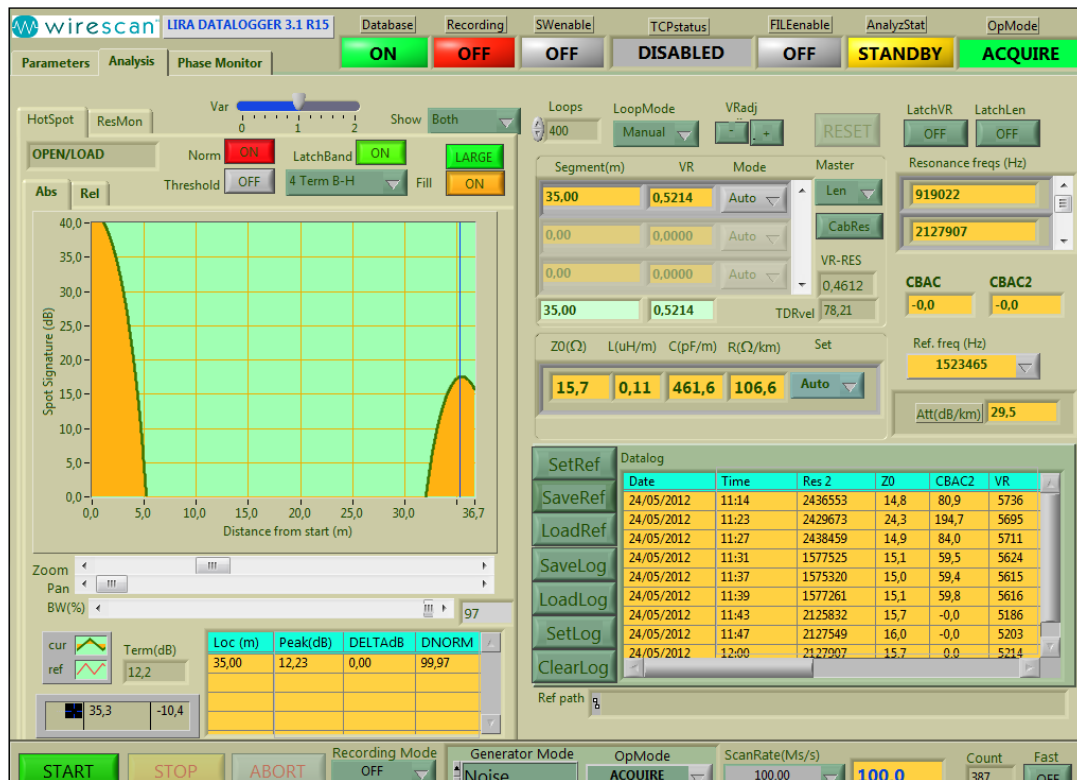 wirescan LIRA DATALOGGER 3.1 R15
Database Recording SWenable TCPstatus FILEenable AnalyzStat OpMode
ON OFF OFF DISABLED OFF STANDBY ACQUIRE
Parameters Analysis Phase Monitor
HotSpot ResMon
Var 0 1 2
Show Both
OPEN/LOAD
Norm ON LatchBand ON LARGE
Threshold OFF 4 Term B-H Fill ON
Abs Rel
Spot Signature (dB)
40,0
35,0
30,0
25,0
20,0
15,0
10,0
5,0
0,0
0,0 5,0 10,0 15,0 20,0 25,0 30,0 36,7
Distance from start (m)
Zoom
Pan
BW(%) 97
cur
ref
Term(dB)
12,2
35,3 -10,4
Loc (m) Peak(dB) DELTAdB DNORM
35,00 12,23 0,00 99,97
Loops LoopMode VRadj
400 Manual - + RESET
LatchVR LatchLen
OFF OFF
Segment(m) VR Mode Master
35,00 0,5214 Auto Len
0,00 0,0000 Auto CabRes
0,00 0,0000 Auto
VR-RES
0,4612
35,00 0,5214 TDRvel 78,21
Resonance freqs (Hz)
919022
2127907
CBAC CBAC2
-0,0 -0,0
Z0(Ω) L(uH/m) C(pF/m) R(Ω/km) Set
15,7 0,11 461,6 106,6 Auto
Ref. freq (Hz)
1523465
Att(dB/km) 29,5
SetRef
SaveRef
LoadRef
SaveLog
LoadLog
SetLog
ClearLog
Datalog
Date Time Res 2 Z0 CBAC2 VR
24/05/2012 11:14 2436553 14,8 80,9 5736
24/05/2012 11:23 2429673 24,3 194,7 5695
24/05/2012 11:27 2438459 14,9 84,0 5711
24/05/2012 11:31 1577525 15,1 59,5 5624
24/05/2012 11:37 1575320 15,0 59,4 5615
24/05/2012 11:39 1577261 15,1 59,8 5616
24/05/2012 11:43 2125832 15,7 -0,0 5186
24/05/2012 11:47 2127549 16,0 -0,0 5203
24/05/2012 12:00 2127907 15,7 0,0 5214
Ref path
START STOP ABORT
Recording Mode
OFF
Generator Mode
Noise
OpMode
ACQUIRE
ScanRate(Ms/s)
100,00 100,0
Count
387
Fast
OFF